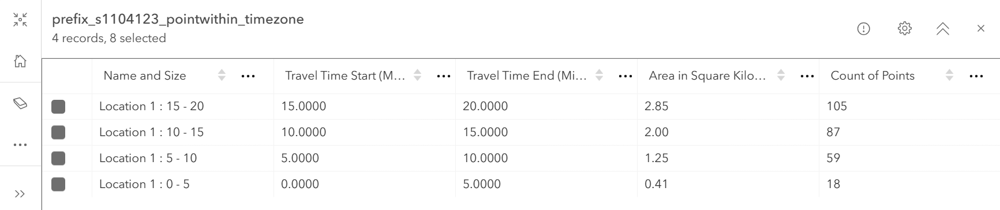 prefix_s1104123_pointwithin_timezone
4 records, 8 selected
Name and Size Travel Time Start (M... Travel Time End (Mi... Area in Square Kilo... Count of Points
Location 1 : 15 - 20 15.0000 20.0000 2.85 105
Location 1 : 10 - 15 10.0000 15.0000 2.00 87
Location 1 : 5 - 10 5.0000 10.0000 1.25 59
Location 1 : 0 - 5 0.0000 5.0000 0.41 18